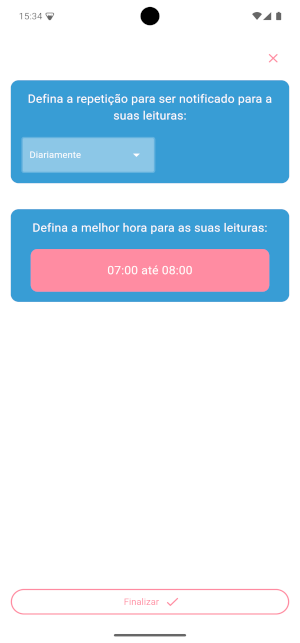 15:34
Defina a repetição para ser notificado para a
suas leituras:
Diariamente
Defina a melhor hora para as suas leituras:
07:00 até 08:00
Finalizar